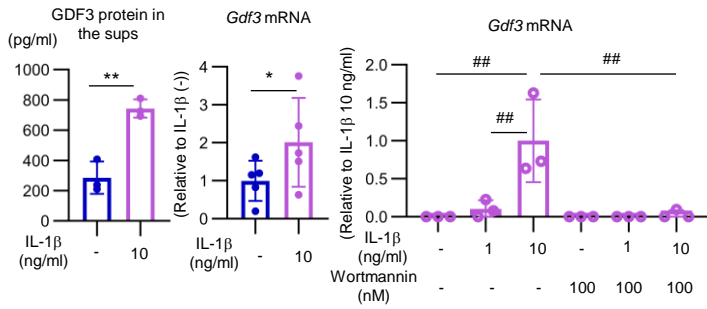 GDF3 protein in
the sups
(pg/ml)
**
1000
800
600
400
200
0
IL-1β
(ng/ml)
-
10
Gdf3 mRNA
(Relative to IL-1β (-))
*
4
3
2
1
0
IL-1β
(ng/ml)
-
10
Gdf3 mRNA
(Relative to IL-1β 10 ng/ml)
##
##
##
2.0
1.5
1.0
0.5
0.0
IL-1β
(ng/ml)
- 1 10 - 1 10
Wortmannin
(nM)
- - - 100 100 100